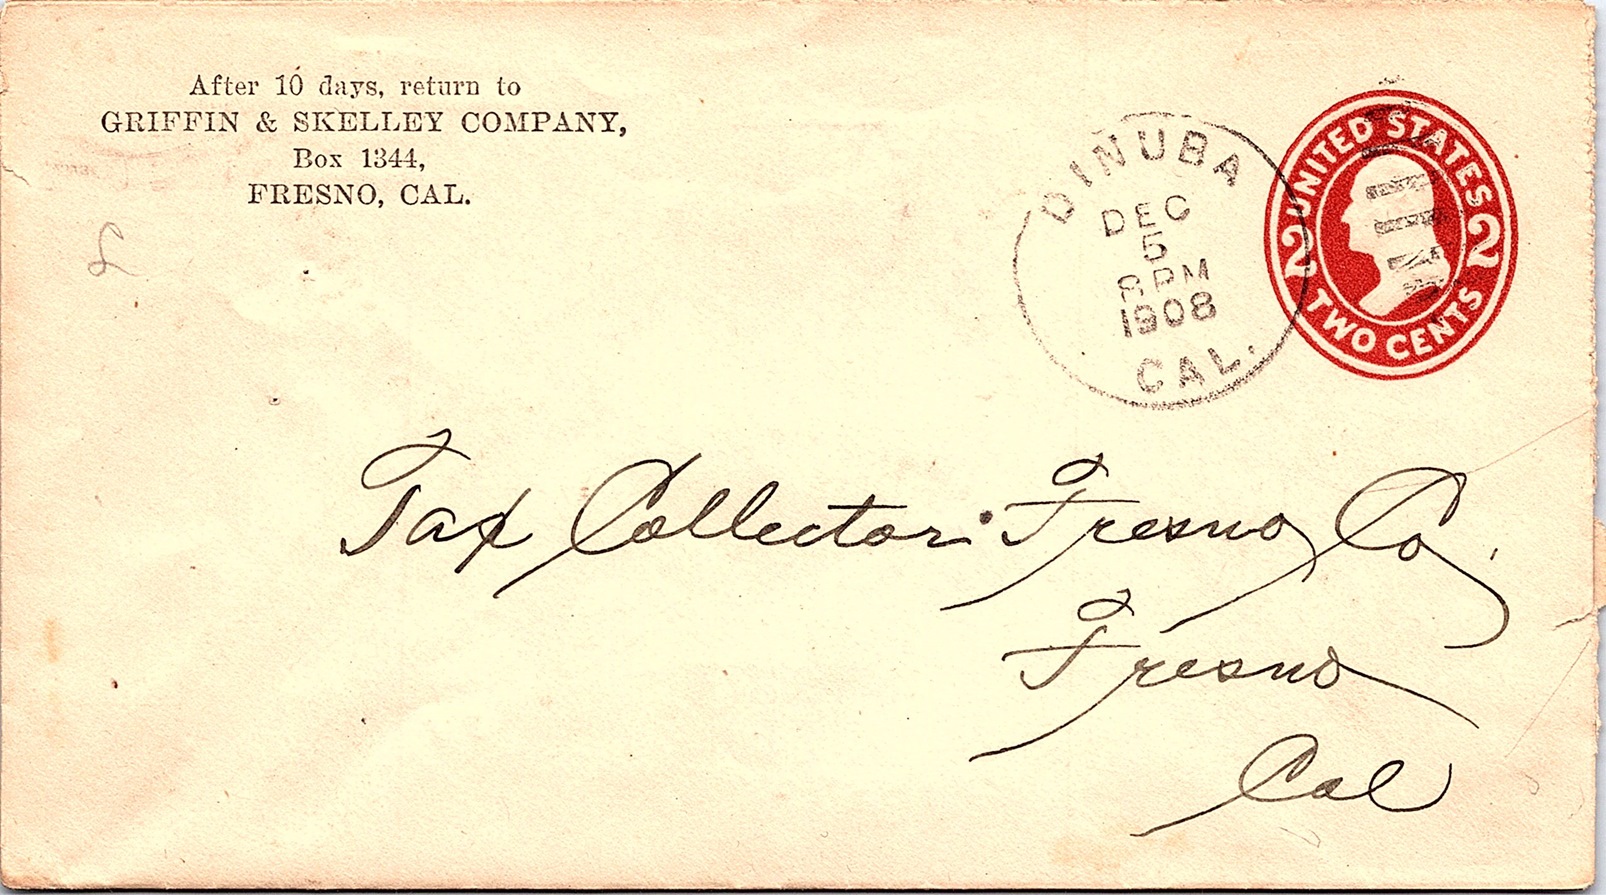 After 10 days, return to
GRIFFIN & SKELLEY COMPANY,
Box 1344,
FRESNO, CAL.
DINUBA
DEC
5
8 PM
1908
CAL.
UNITED STATES
2 2
TWO CENTS
Tax Collector Fresno Co.
Fresno
Cal